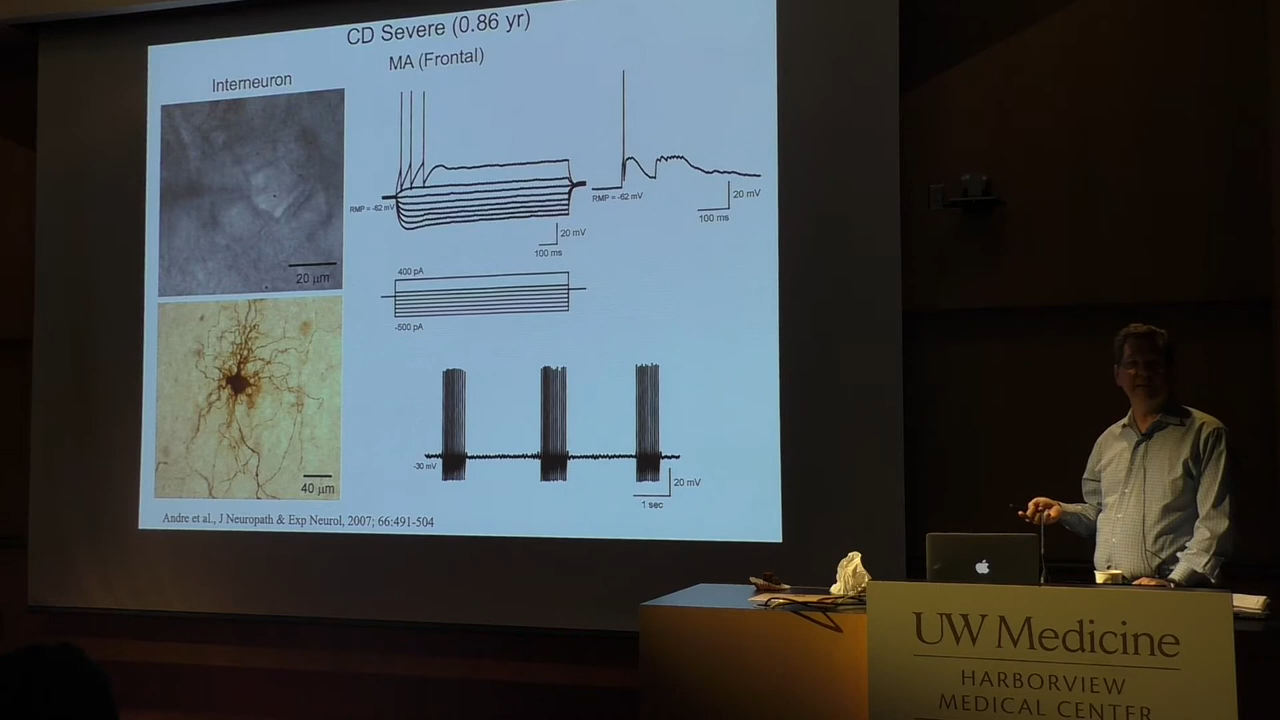 CD Severe (0.86 yr)
MA (Frontal)
Interneuron
20 µm
40 µm
RMP = -62 mV
20 mV
100 ms
RMP = -62 mV
20 mV
100 ms
400 pA
-500 pA
-30 mV
20 mV
1 sec
Andre et al., J Neuropath & Exp Neurol, 2007; 66:491-504
UW Medicine
HARBORVIEW
MEDICAL CENTER